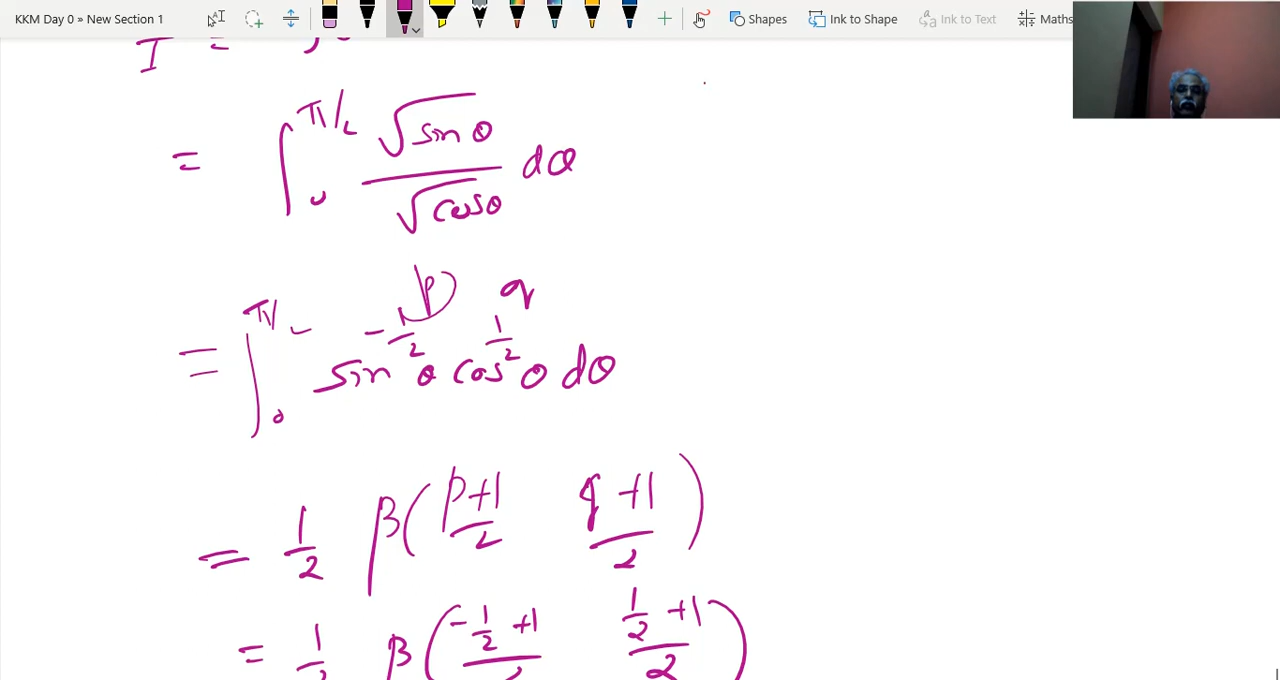 KKM Day 0 » New Section 1 Shapes Ink to Shape Ink to Text Maths
I =
= ∫₀^(π/2) √sin θ / √cos θ dθ
= ∫₀^(π/2) sin^(-1/2) θ cos^(1/2) θ dθ p q
= 1/2 β( p+1/2 q+1/2 )
= 1/2 β( -1/2 +1/2 1/2 +1/2 )